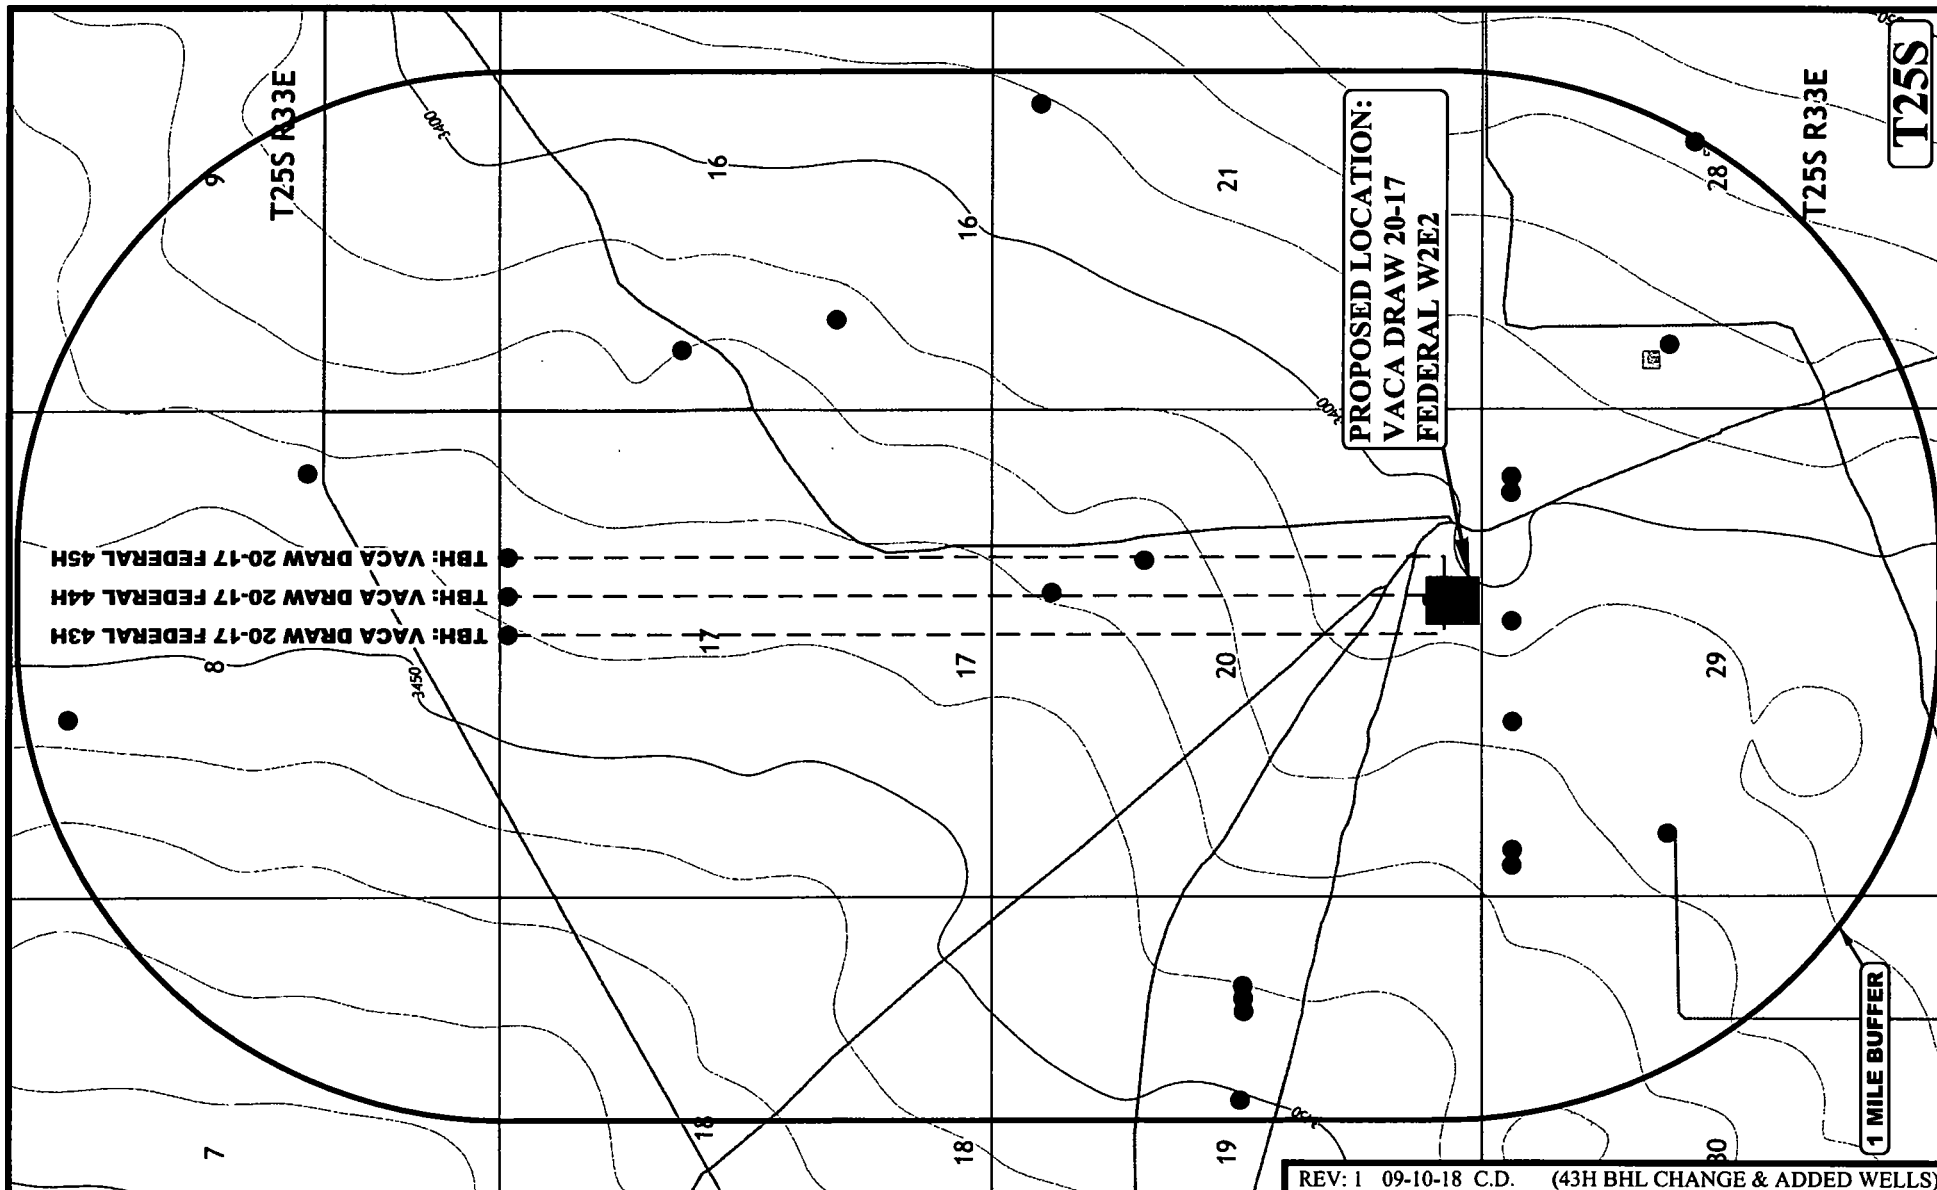 T25S
T25S R33E
T25S R33E
9
16
16
21
28
3400
3400
PROPOSED LOCATION:
VACA DRAW 20-17
FEDERAL W2E2
TBH: VACA DRAW 20-17 FEDERAL 45H
TBH: VACA DRAW 20-17 FEDERAL 44H
TBH: VACA DRAW 20-17 FEDERAL 43H
8
17
17
20
29
3450
7
18
18
19
30
1 MILE BUFFER
REV: 1 09-10-18 C.D. (43H BHL CHANGE & ADDED WELLS)